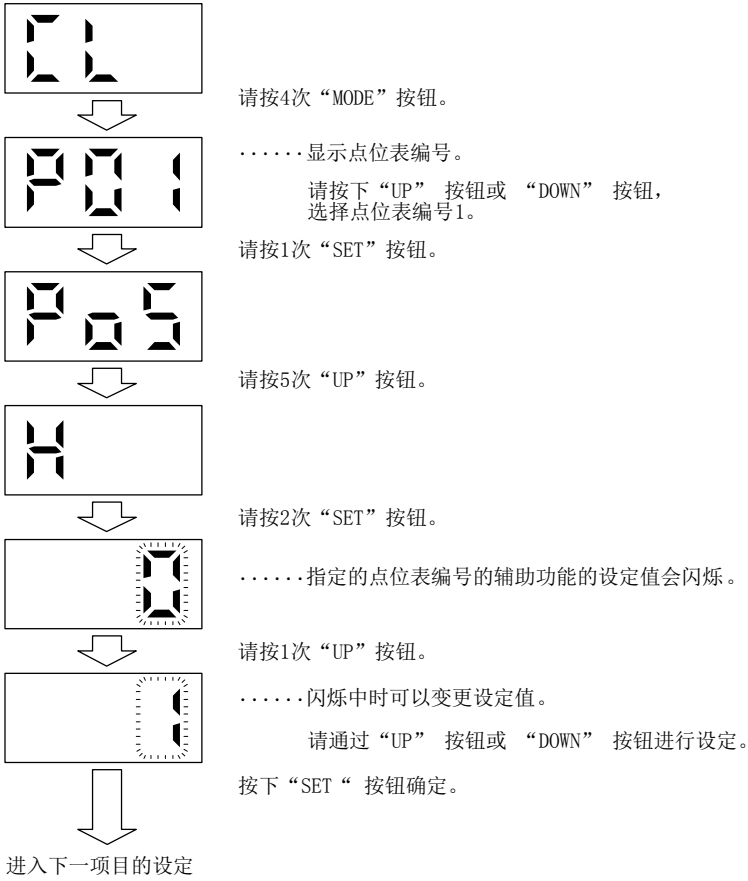 CL
请按4次“MODE”按钮。
P01
······显示点位表编号。
请按下“UP” 按钮或 “DOWN” 按钮，
选择点位表编号1。
请按1次“SET”按钮。
PoS
请按5次“UP”按钮。
H
请按2次“SET”按钮。
0
······指定的点位表编号的辅助功能的设定值会闪烁。
请按1次“UP”按钮。
1
······闪烁中时可以变更设定值。
请通过“UP” 按钮或 “DOWN” 按钮进行设定。
按下“SET“ 按钮确定。
进入下一项目的设定